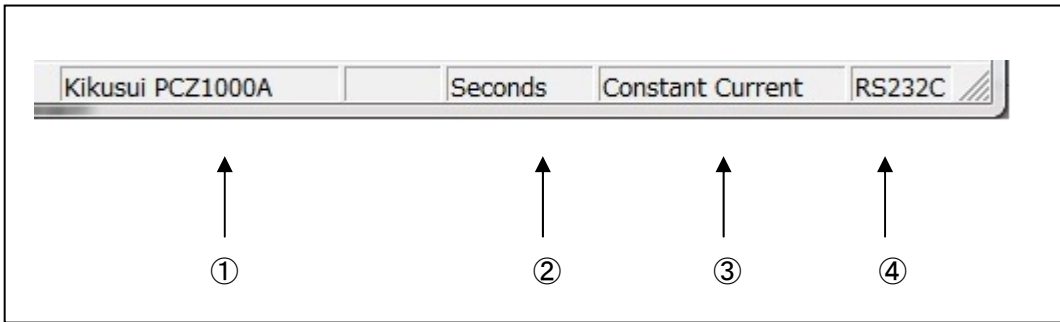 Kikusui PCZ1000A Seconds Constant Current RS232C
① ② ③ ④